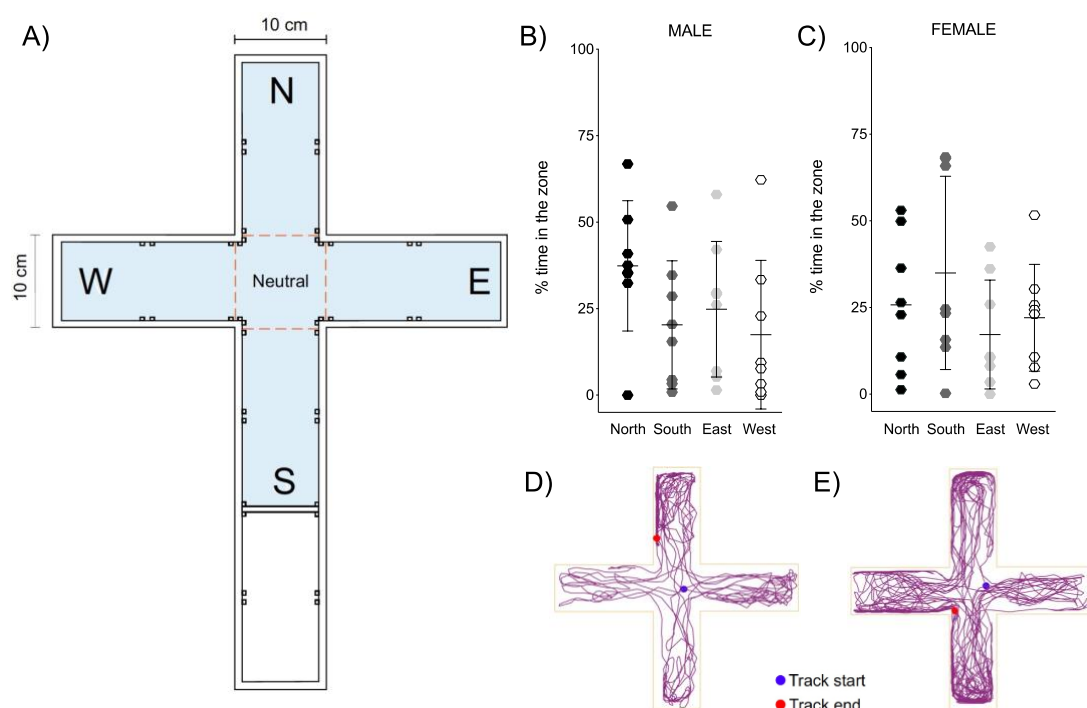 A)
10 cm
N
W
Neutral
E
10 cm
S
B)
MALE
% time in the zone
100
75
50
25
0
North South East West
C)
FEMALE
% time in the zone
100
75
50
25
0
North South East West
D)
E)
Track start
Track end